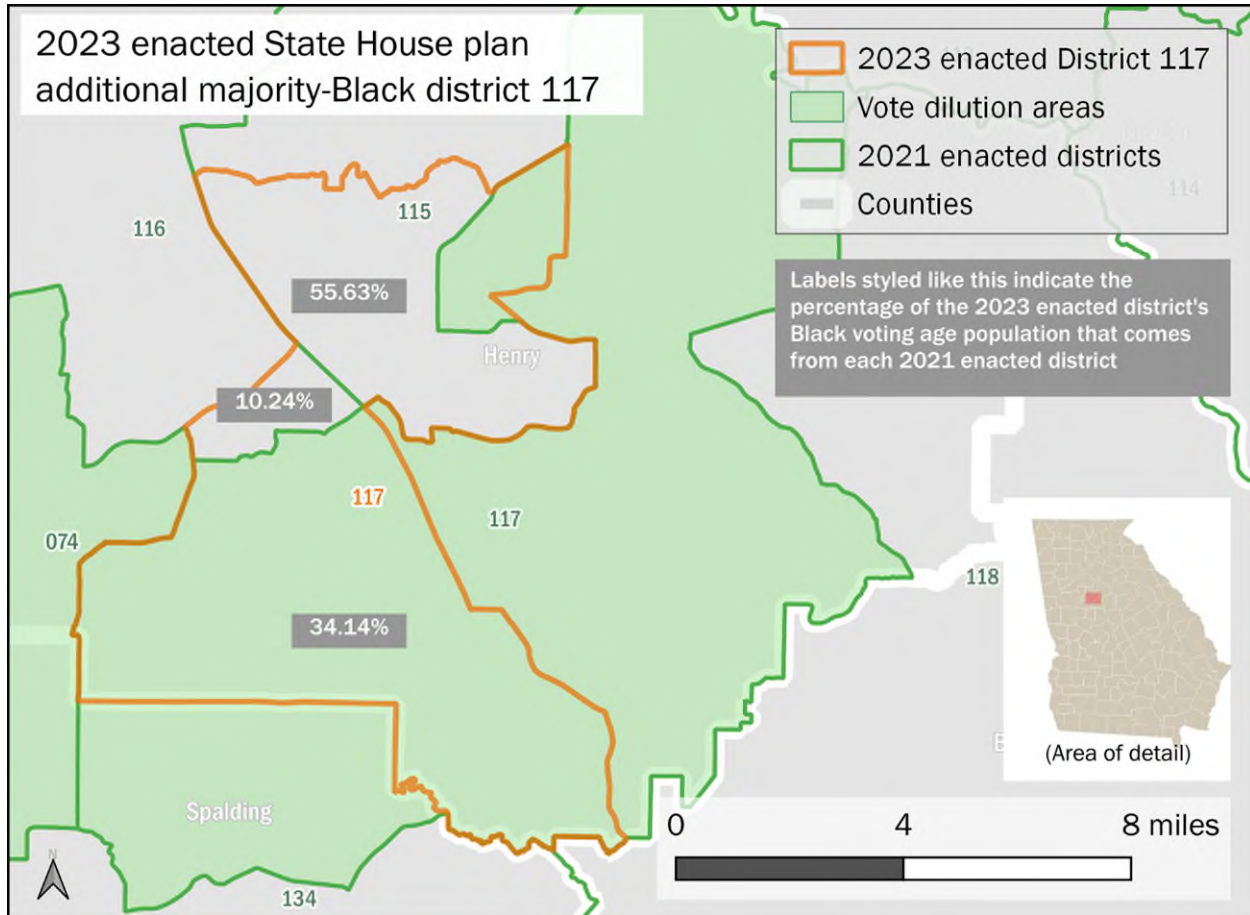 2023 enacted State House plan
additional majority-Black district 117
2023 enacted District 117
Vote dilution areas
2021 enacted districts
Counties
114
116
115
55.63%
Labels styled like this indicate the
percentage of the 2023 enacted district's
Black voting age population that comes
from each 2021 enacted district
Henry
10.24%
117
117
074
118
34.14%
(Area of detail)
Spalding
0 4 8 miles
N
134